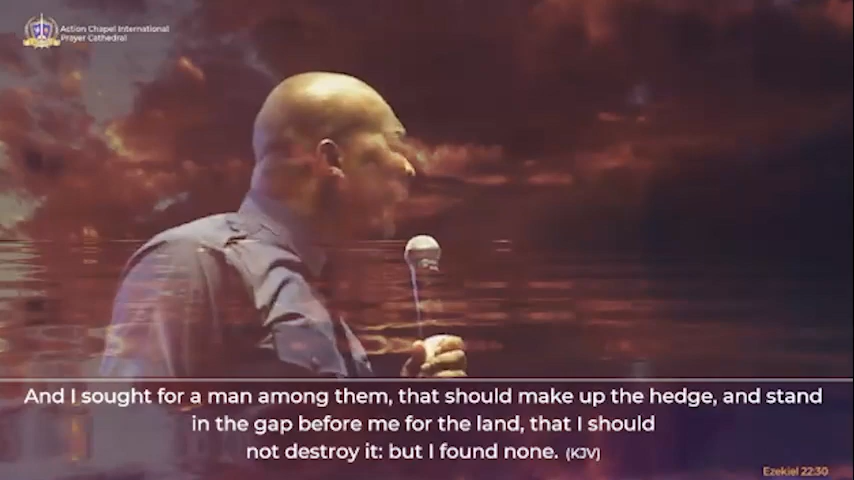 Action Chapel International
Prayer Cathedral
And I sought for a man among them, that should make up the hedge, and stand
in the gap before me for the land, that I should
not destroy it: but I found none. (KJV)
Ezekiel 22:30